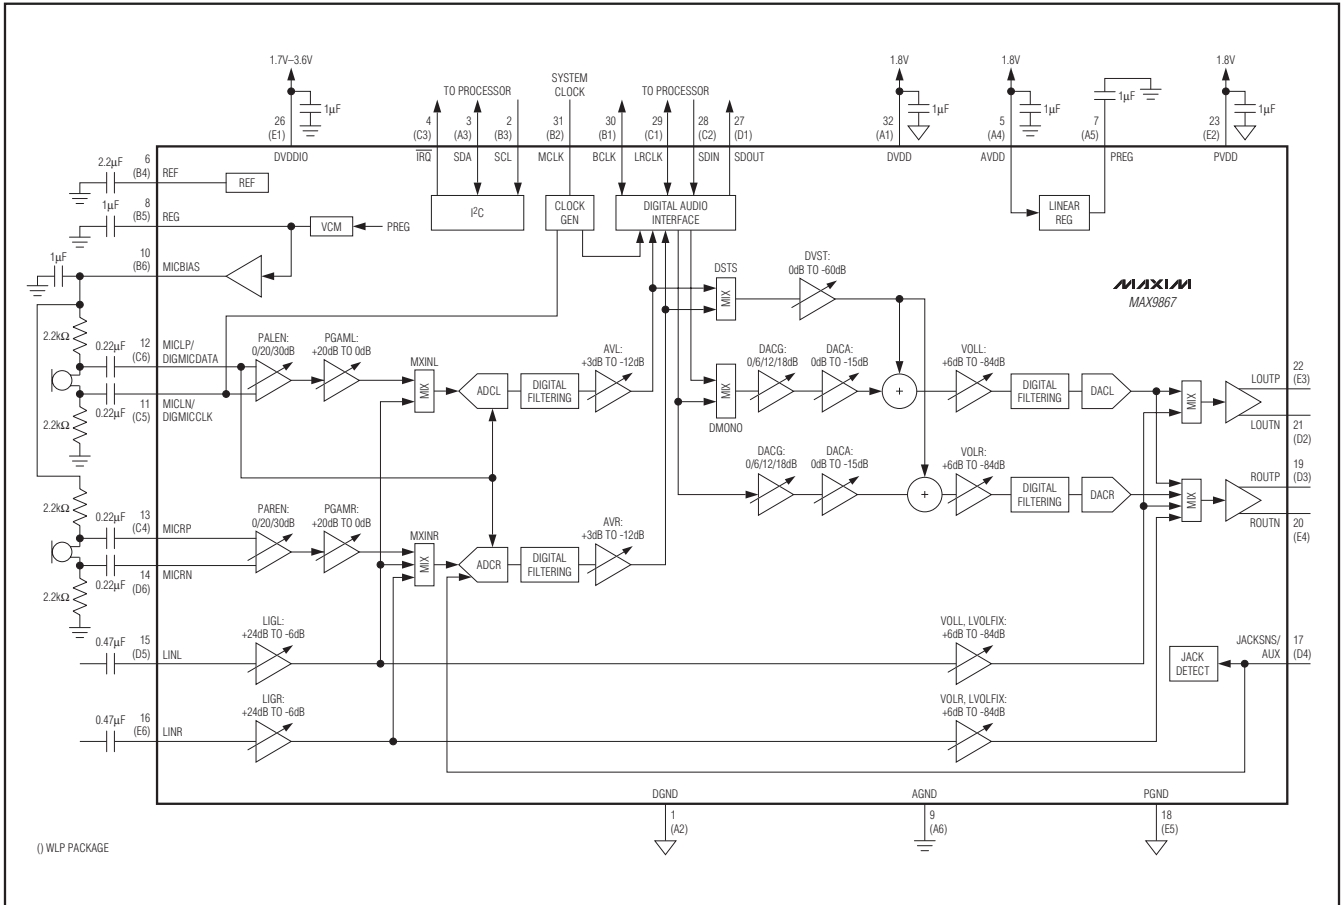 1.7V–3.6V
1µF
26
(E1)
DVDDIO
TO PROCESSOR
4
(C3)
IRQ
3
(A3)
SDA
2
(B3)
SCL
SYSTEM
CLOCK
31
(B2)
MCLK
TO PROCESSOR
30
(B1)
BCLK
29
(C1)
LRCLK
28
(C2)
SDIN
27
(D1)
SDOUT
1.8V
1µF
32
(A1)
DVDD
1.8V
1µF
5
(A4)
AVDD
1µF
7
(A5)
PREG
1.8V
1µF
23
(E2)
PVDD
2.2µF
6
(B4)
REF
REF
1µF
8
(B5)
REG
VCM
PREG
I²C
CLOCK
GEN
DIGITAL AUDIO
INTERFACE
LINEAR
REG
1µF
10
(B6)
MICBIAS
DSTS
MIX
DVST:
0dB TO -60dB
MAXIM
MAX9867
2.2kΩ
0.22µF
12
(C6)
MICLP/
DIGMICDATA
PALEN:
0/20/30dB
PGAML:
+20dB TO 0dB
MXINL
MIX
ADCL
DIGITAL
FILTERING
AVL:
+3dB TO -12dB
DACG:
0/6/12/18dB
DACA:
0dB TO -15dB
+
VOLL:
+6dB TO -84dB
DIGITAL
FILTERING
DACL
MIX
22
(E3)
LOUTP
LOUTN
21
(D2)
0.22µF
11
(C5)
MICLN/
DIGMICCLK
2.2kΩ
MIX
DMONO
DACG:
0/6/12/18dB
DACA:
0dB TO -15dB
+
VOLR:
+6dB TO -84dB
DIGITAL
FILTERING
DACR
MIX
19
(D3)
ROUTP
ROUTN
20
(E4)
2.2kΩ
0.22µF
13
(C4)
MICRP
PAREN:
0/20/30dB
PGAMR:
+20dB TO 0dB
MXINR
MIX
ADCR
DIGITAL
FILTERING
AVR:
+3dB TO -12dB
0.22µF
14
(D6)
MICRN
2.2kΩ
0.47µF
15
(D5)
LINL
LIGL:
+24dB TO -6dB
VOLL, LVOLFIX:
+6dB TO -84dB
JACK
DETECT
JACKSNS/
AUX
17
(D4)
0.47µF
16
(E6)
LINR
LIGR:
+24dB TO -6dB
VOLR, LVOLFIX:
+6dB TO -84dB
DGND
1
(A2)
AGND
9
(A6)
PGND
18
(E5)
() WLP PACKAGE